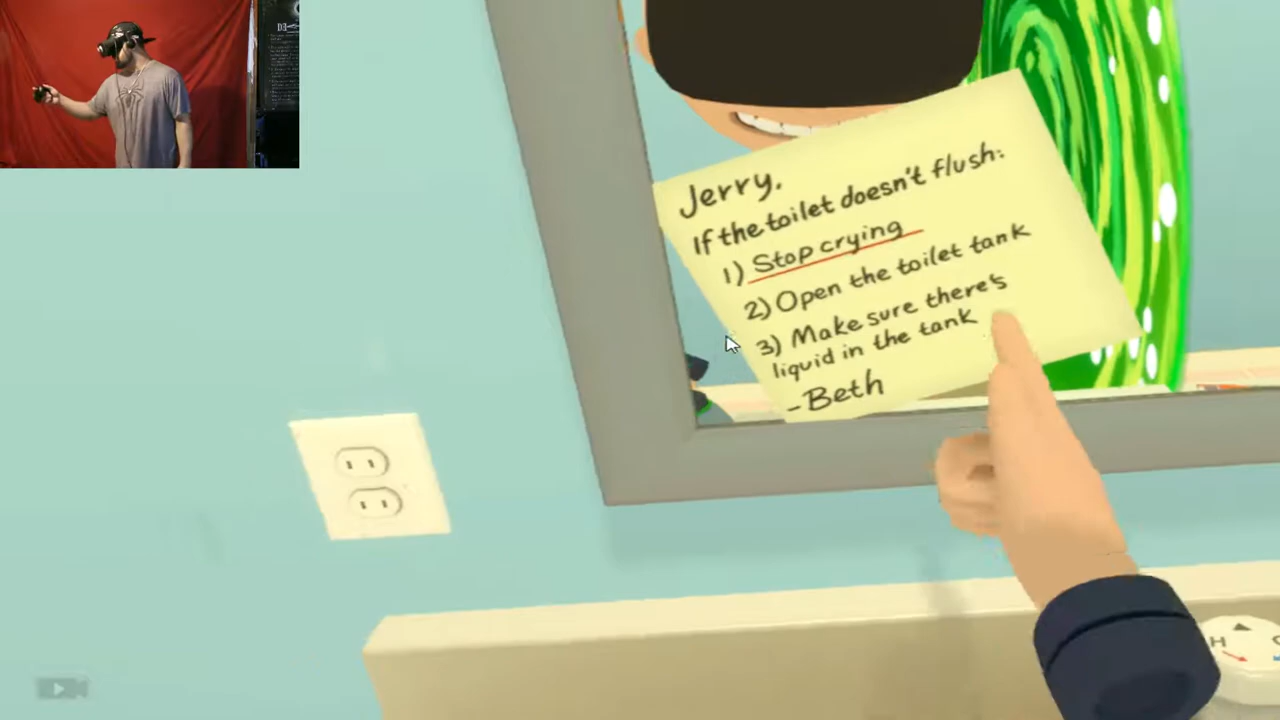 Jerry,
If the toilet doesn't flush:
1) Stop crying
2) Open the toilet tank
3) Make sure there's
liquid in the tank
-Beth
H